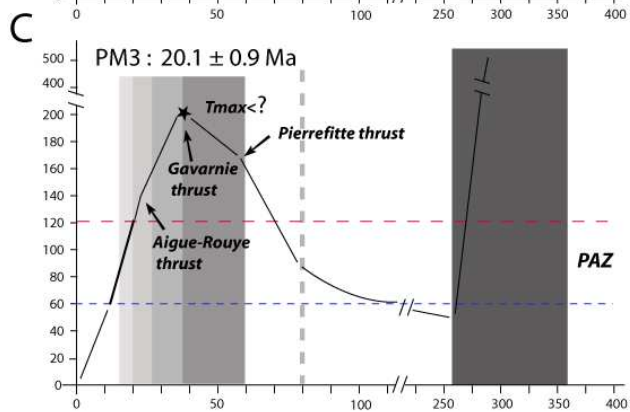 0 50 100 250 300 350 400
C
PM3 : 20.1 ± 0.9 Ma
500
400
200
180
160
140
120
100
80
60
40
20
0
Tmax<?
Pierrefitte thrust
Gavarnie
thrust
Aigue-Rouye
thrust
PAZ
0 50 100 250 300 350 400